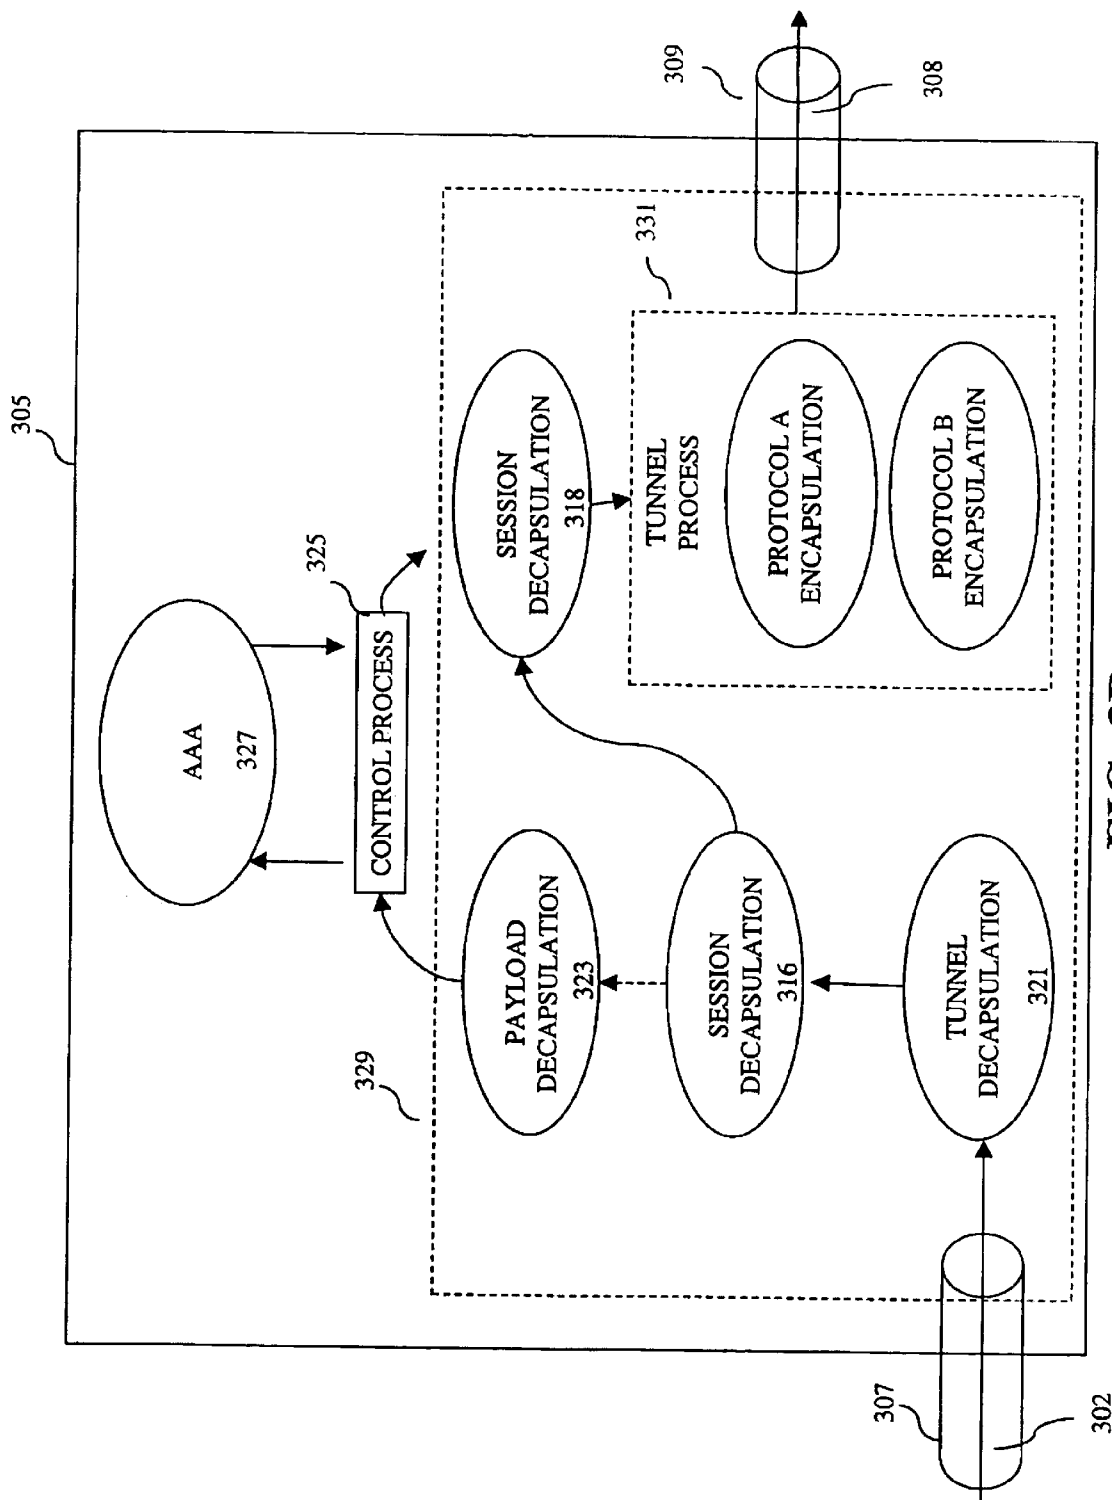 305
309
308
AAA
327
325
CONTROL PROCESS
329
331
PAYLOAD
DECAPSULATION
323
SESSION
DECAPSULATION
318
SESSION
DECAPSULATION
316
TUNNEL
PROCESS
PROTOCOL A
ENCAPSULATION
PROTOCOL B
ENCAPSULATION
TUNNEL
DECAPSULATION
321
307
302